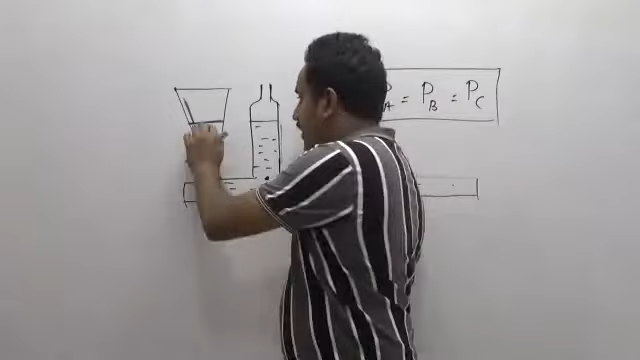 P_A = P_B = P_C